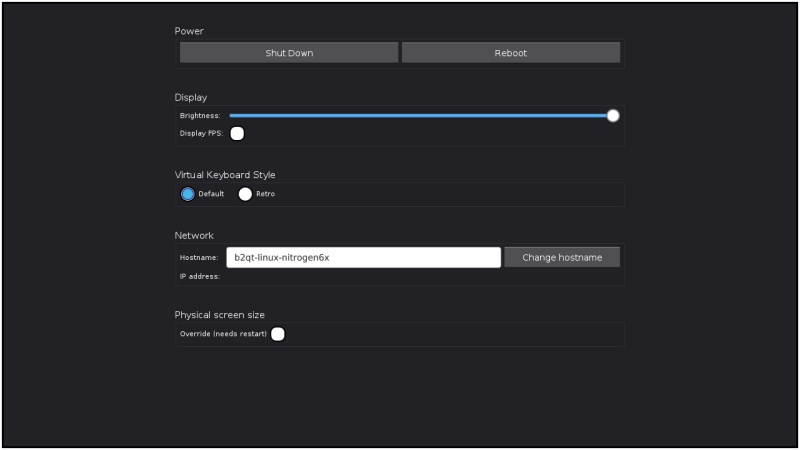 Power
Shut Down Reboot
Display
Brightness:
Display FPS:
Virtual Keyboard Style
Default Retro
Network
Hostname: b2qt-linux-nitrogen6x Change hostname
IP address:
Physical screen size
Override (needs restart)